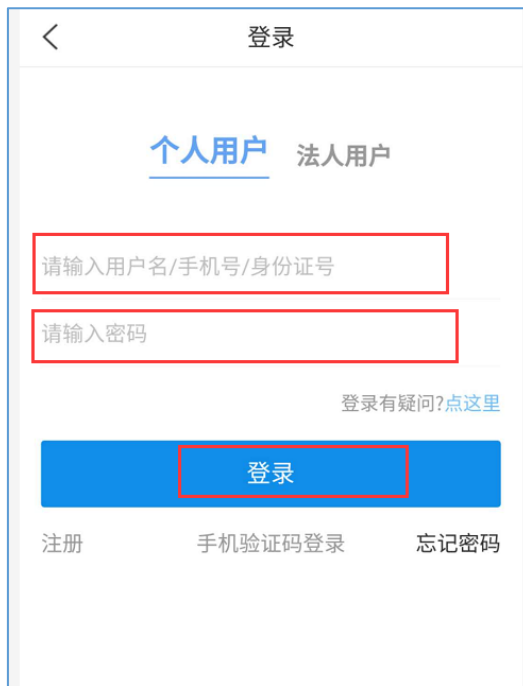 登录
个人用户 法人用户
请输入用户名/手机号/身份证号
请输入密码
登录有疑问?点这里
登录
注册 手机验证码登录 忘记密码